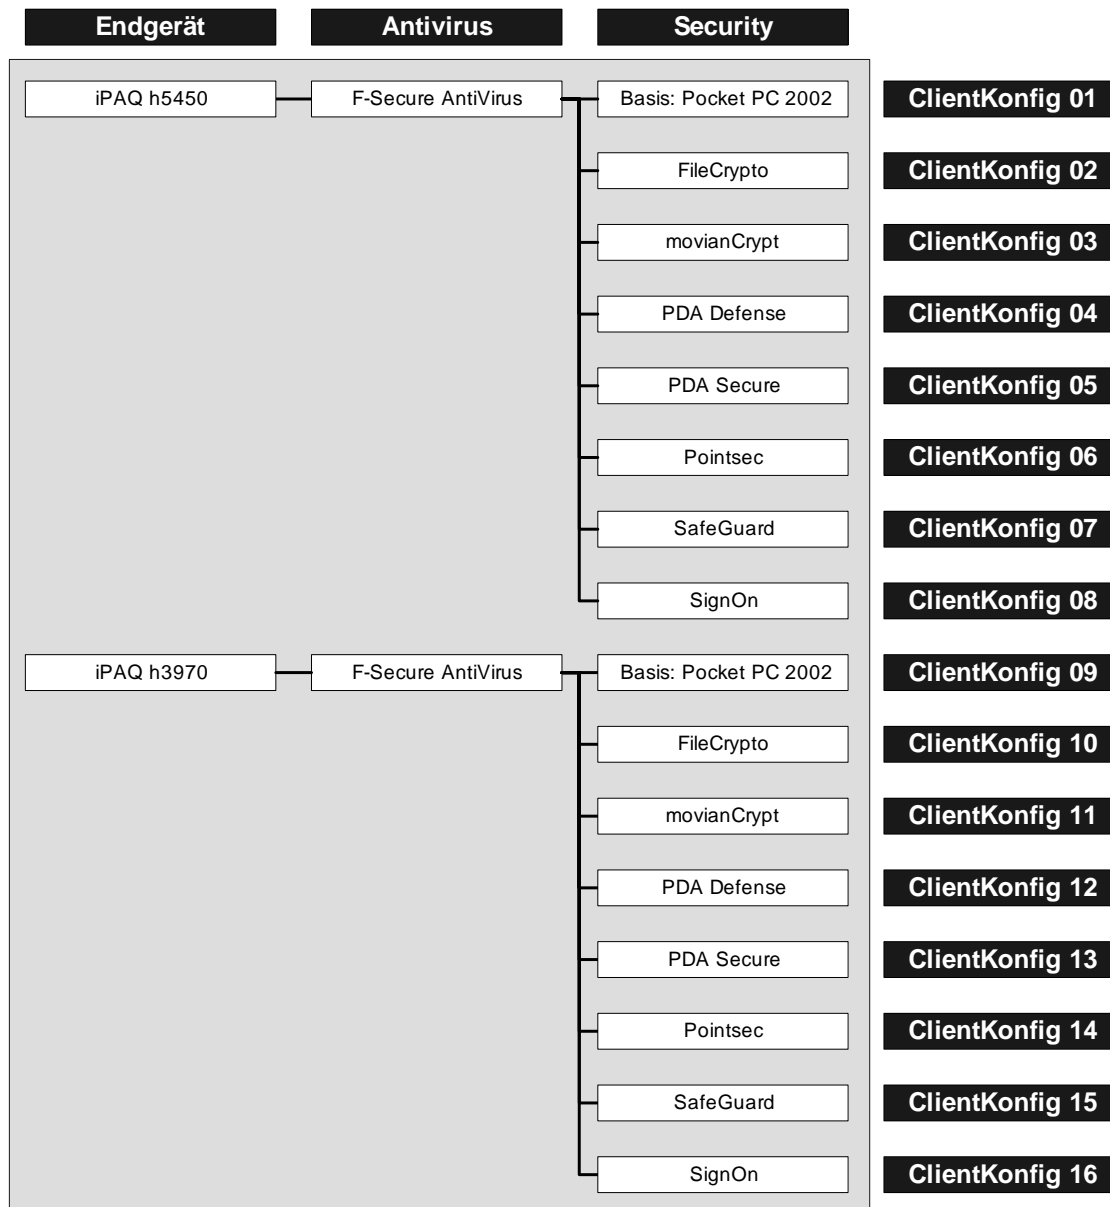 Endgerät Antivirus Security
iPAQ h5450 F-Secure AntiVirus Basis: Pocket PC 2002 ClientKonfig 01
FileCrypto ClientKonfig 02
movianCrypt ClientKonfig 03
PDA Defense ClientKonfig 04
PDA Secure ClientKonfig 05
Pointsec ClientKonfig 06
SafeGuard ClientKonfig 07
SignOn ClientKonfig 08
iPAQ h3970 F-Secure AntiVirus Basis: Pocket PC 2002 ClientKonfig 09
FileCrypto ClientKonfig 10
movianCrypt ClientKonfig 11
PDA Defense ClientKonfig 12
PDA Secure ClientKonfig 13
Pointsec ClientKonfig 14
SafeGuard ClientKonfig 15
SignOn ClientKonfig 16